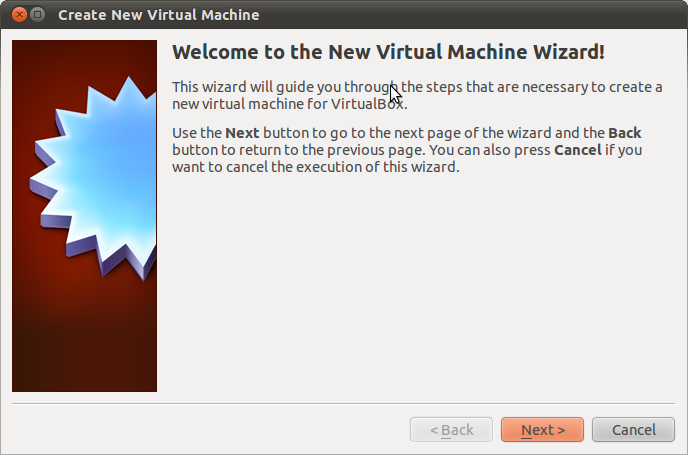 Create New Virtual Machine
Welcome to the New Virtual Machine Wizard!
This wizard will guide you through the steps that are necessary to create a
new virtual machine for VirtualBox.
Use the Next button to go to the next page of the wizard and the Back
button to return to the previous page. You can also press Cancel if you
want to cancel the execution of this wizard.
< Back
Next >
Cancel